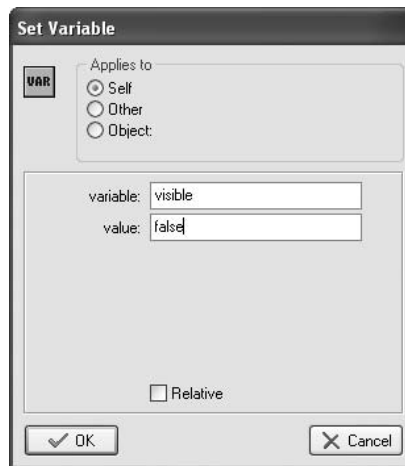 Set Variable
VAR
Applies to
Self
Other
Object:
variable: visible
value: false
Relative
OK
Cancel